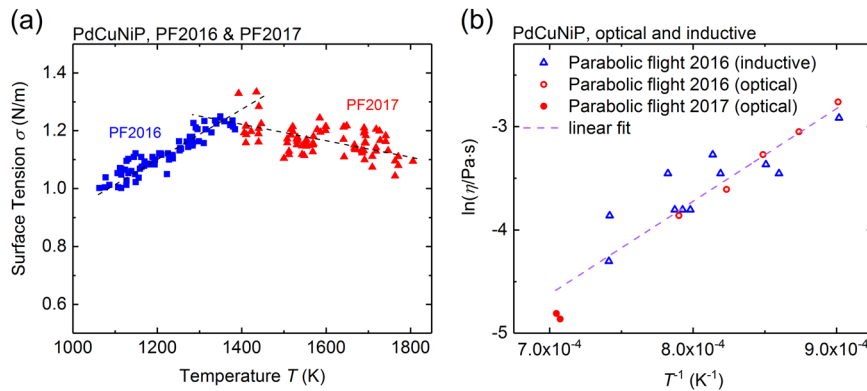 (a)
PdCuNiP, PF2016 & PF2017
Surface Tension σ (N/m)
1.4
1.2
1.0
0.8
0.6
PF2016
PF2017
1000 1200 1400 1600 1800
Temperature T (K)
(b)
PdCuNiP, optical and inductive
Parabolic flight 2016 (inductive)
Parabolic flight 2016 (optical)
Parabolic flight 2017 (optical)
linear fit
ln(η/Pa·s)
-3
-4
-5
7.0x10⁻⁴ 8.0x10⁻⁴ 9.0x10⁻⁴
T⁻¹ (K⁻¹)